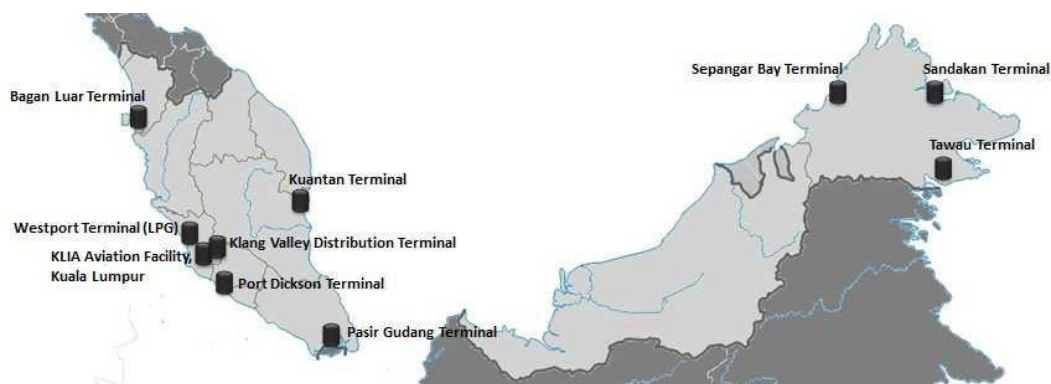 Sepangar Bay Terminal
Sandakan Terminal
Bagan Luar Terminal
Tawau Terminal
Kuantan Terminal
Westport Terminal (LPG)
Klang Valley Distribution Terminal
KLIA Aviation Facility,
Kuala Lumpur
Port Dickson Terminal
Pasir Gudang Terminal